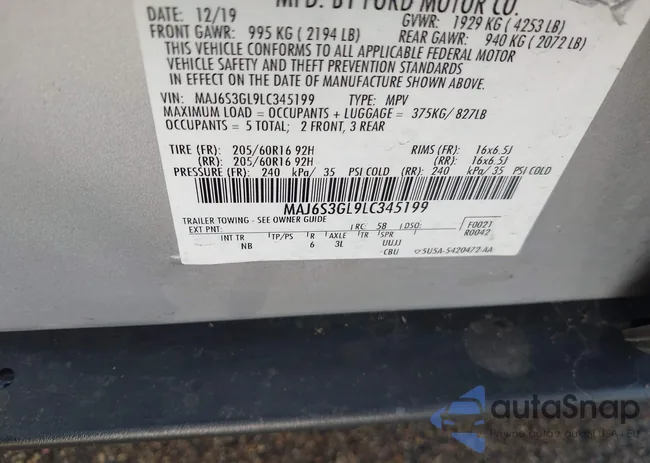 MFD. BY FORD MOTOR CO.
DATE: 12/19
GVWR: 1929 KG ( 4253 LB)
FRONT GAWR: 995 KG ( 2194 LB)
REAR GAWR: 940 KG ( 2072 LB)
THIS VEHICLE CONFORMS TO ALL APPLICABLE FEDERAL MOTOR
VEHICLE SAFETY AND THEFT PREVENTION STANDARDS
IN EFFECT ON THE DATE OF MANUFACTURE SHOWN ABOVE.
VIN: MAJ6S3GL9LC345199 TYPE: MPV
MAXIMUM LOAD = OCCUPANTS + LUGGAGE = 375KG/ 827LB
OCCUPANTS = 5 TOTAL; 2 FRONT, 3 REAR
TIRE (FR): 205/60R16 92H RIMS (FR): 16x6.5J
(RR): 205/60R16 92H (RR): 16x6.5J
PRESSURE (FR): 240 kPa/ 35 PSI COLD (RR): 240 kPa/ 35 PSI COLD
MAJ6S3GL9LC345199
TRAILER TOWING - SEE OWNER GUIDE
EXT PNT: RC: 58 DSO: F0027
R0042
INT TR TP/PS R AXLE TR SPR
NB 6 3L UUJJ
CBU 5U5A-5420472-AA
autoSnap